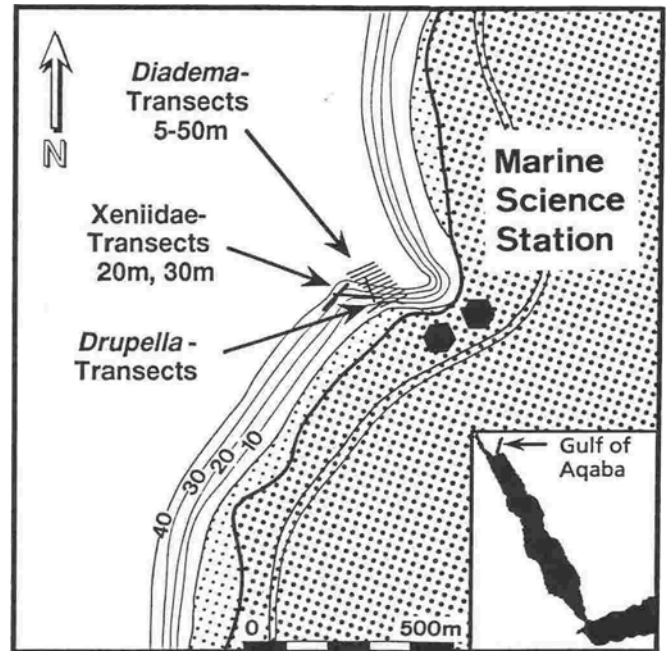 N
Diadema-
Transects
5-50m
Xeniidae-
Transects
20m, 30m
Drupella -
Transects
Marine
Science
Station
40
30
20
10
Gulf of
Aqaba
0
500m